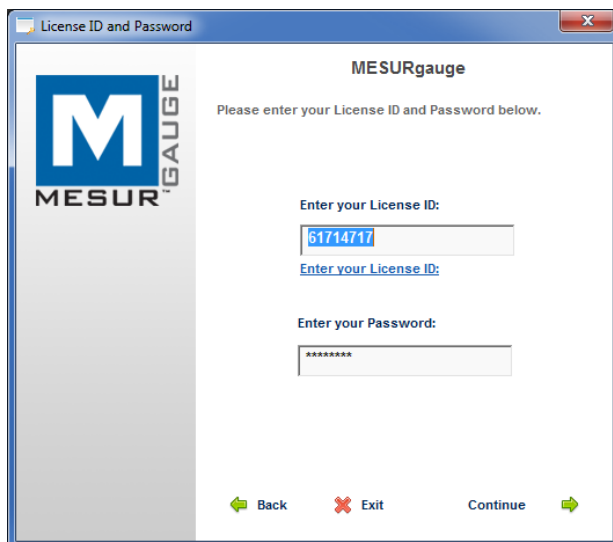 License ID and Password
MESURgauge
Please enter your License ID and Password below.
M
GAUGE
MESUR™
Enter your License ID:
61714717
Enter your License ID:
Enter your Password:
********
Back
Exit
Continue